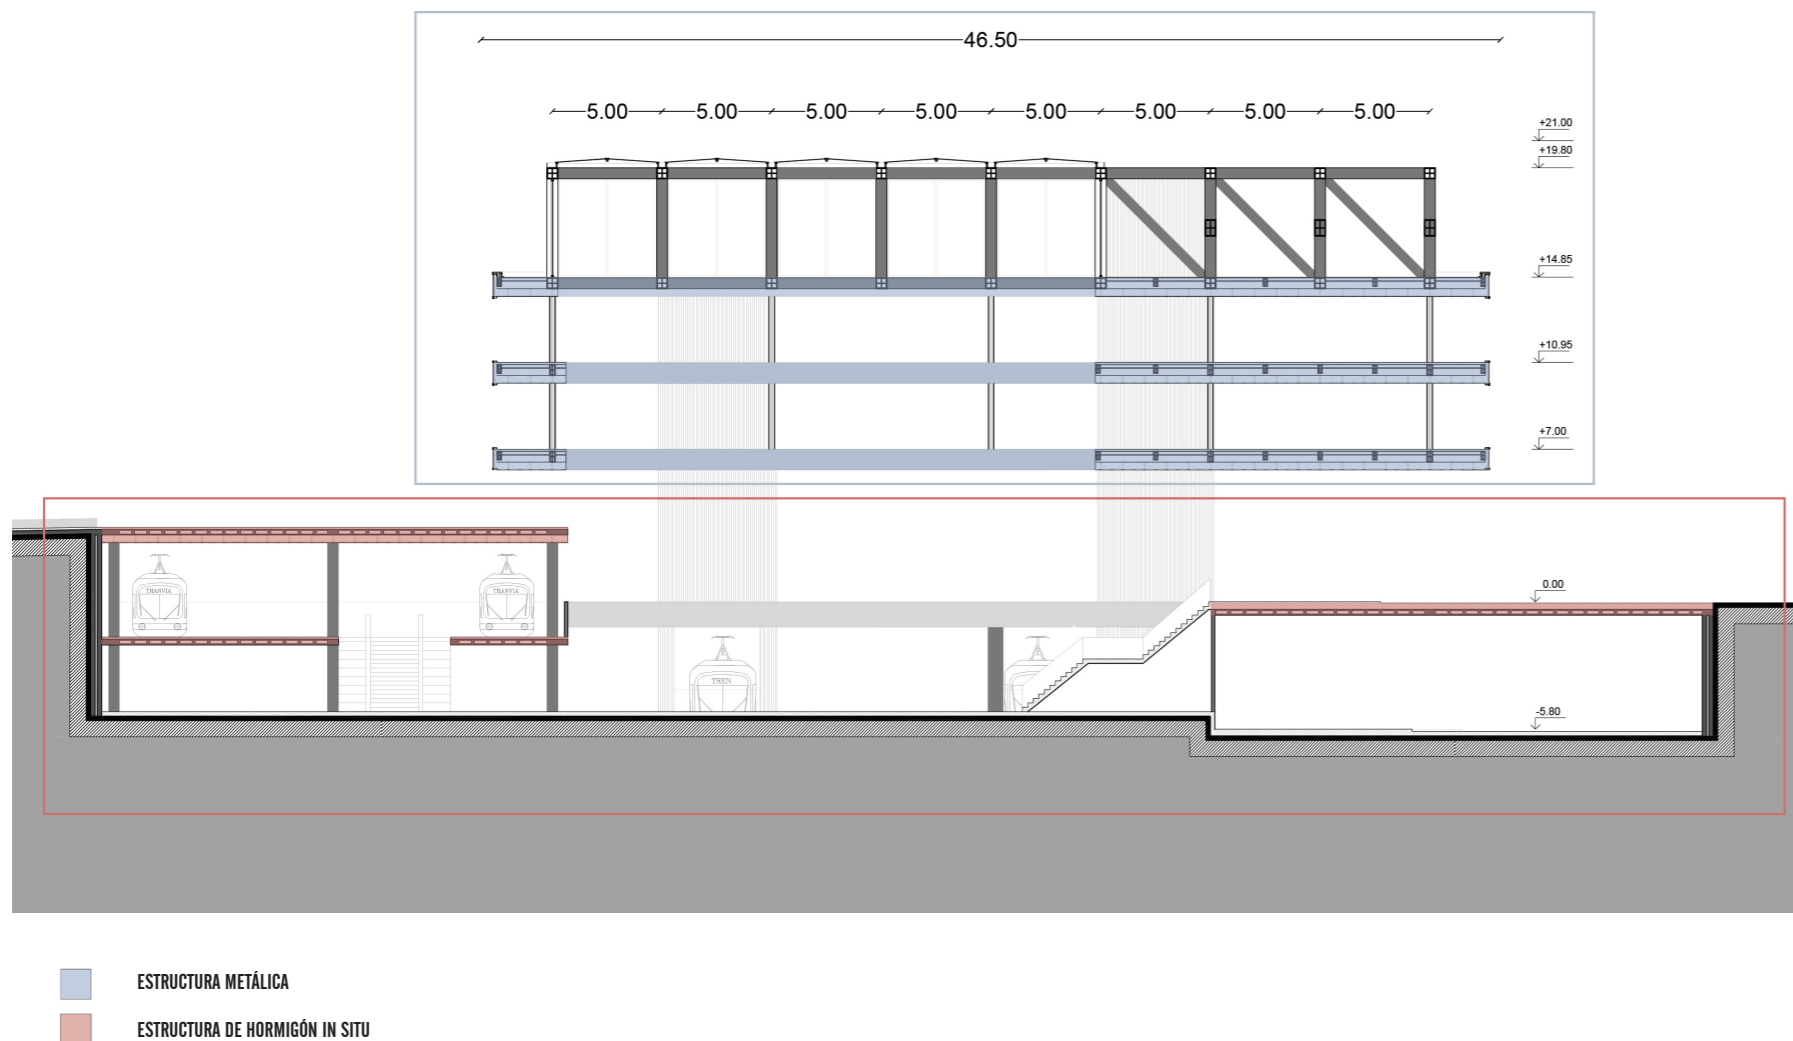 46.50
5.00 5.00 5.00 5.00 5.00 5.00 5.00 5.00
+21.00
+19.80
+14.85
+10.95
+7.00
TRANVIA TRANVIA
0.00
TREN
-5.80
ESTRUCTURA METÁLICA
ESTRUCTURA DE HORMIGÓN IN SITU